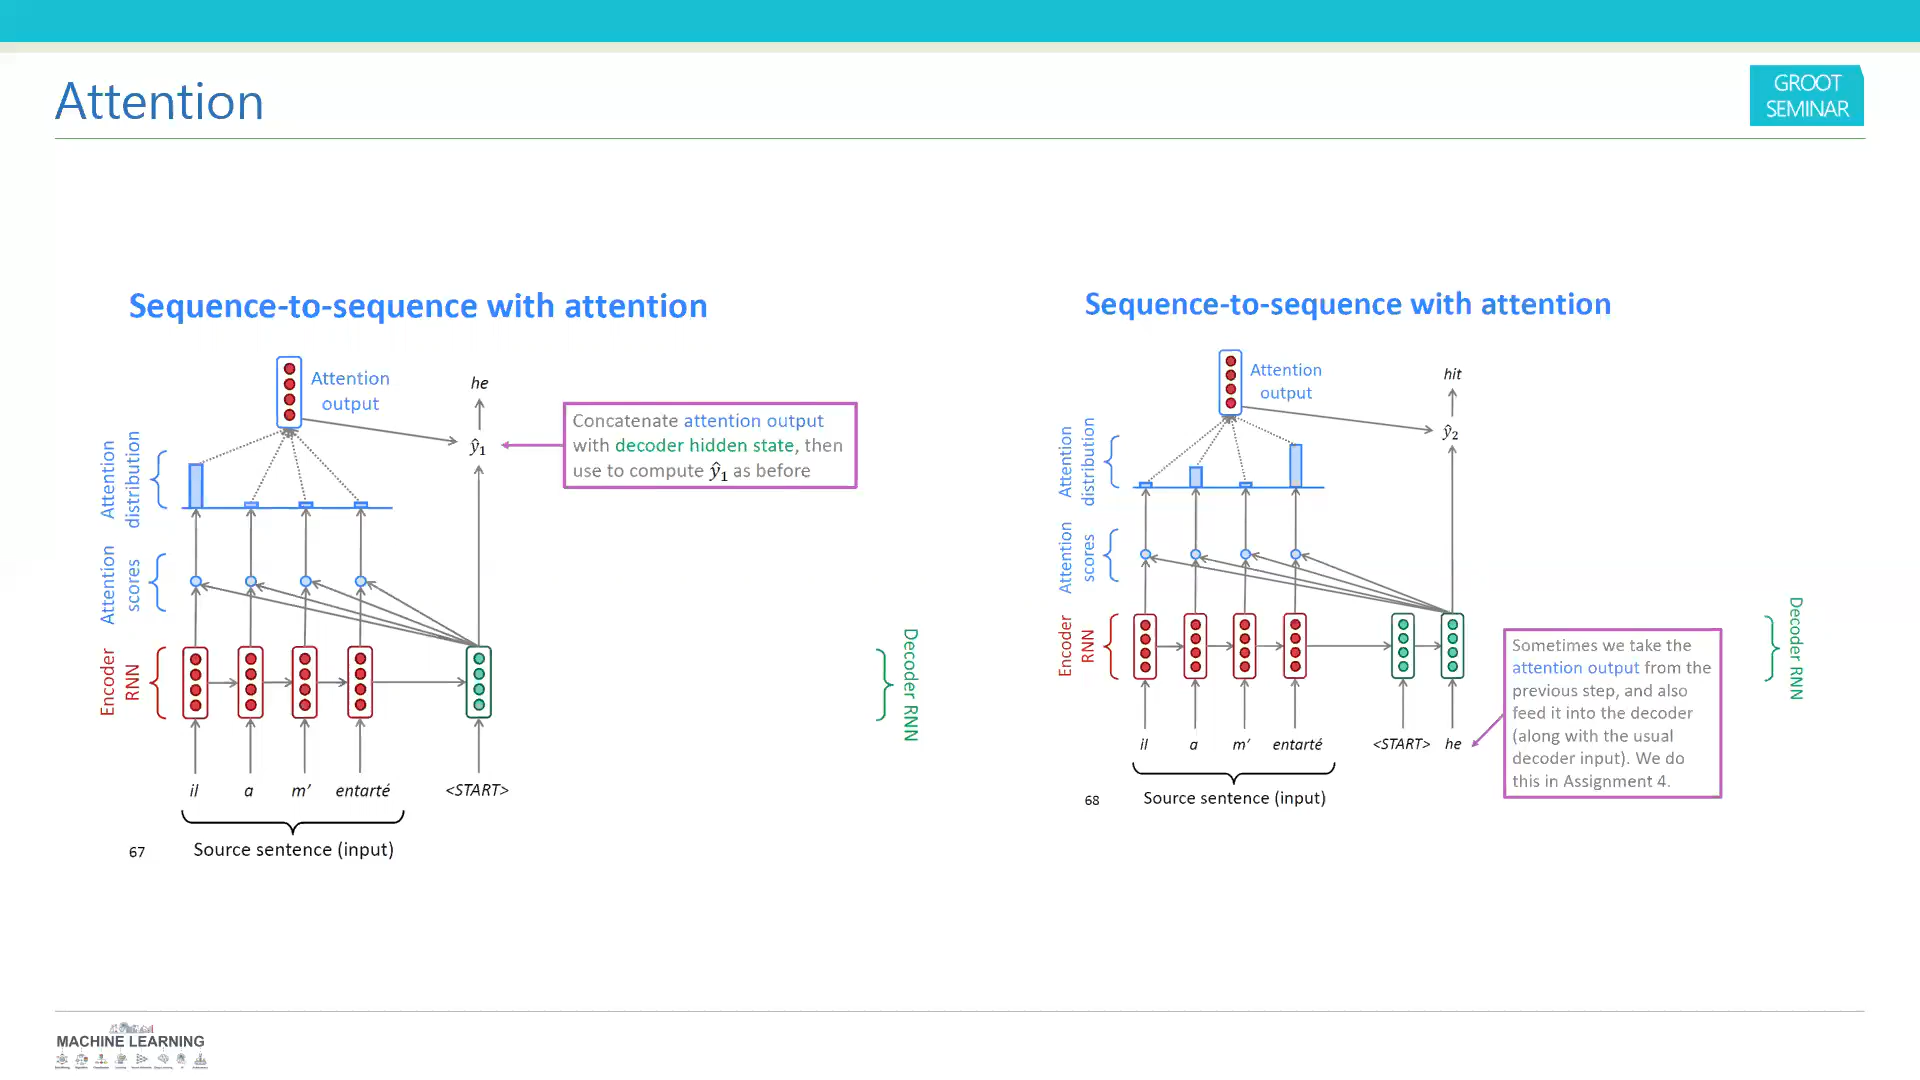 Attention
GROOT
SEMINAR
Sequence-to-sequence with attention
Attention
output
he
ŷ1
Concatenate attention output
with decoder hidden state, then
use to compute ŷ1 as before
Attention
distribution
Attention
scores
Encoder
RNN
Decoder RNN
il a m’ entarté <START>
Source sentence (input)
67
Sequence-to-sequence with attention
Attention
output
hit
ŷ2
Attention
distribution
Attention
scores
Encoder
RNN
Decoder RNN
Sometimes we take the
attention output from the
previous step, and also
feed it into the decoder
(along with the usual
decoder input). We do
this in Assignment 4.
il a m’ entarté <START> he
Source sentence (input)
68
MACHINE LEARNING